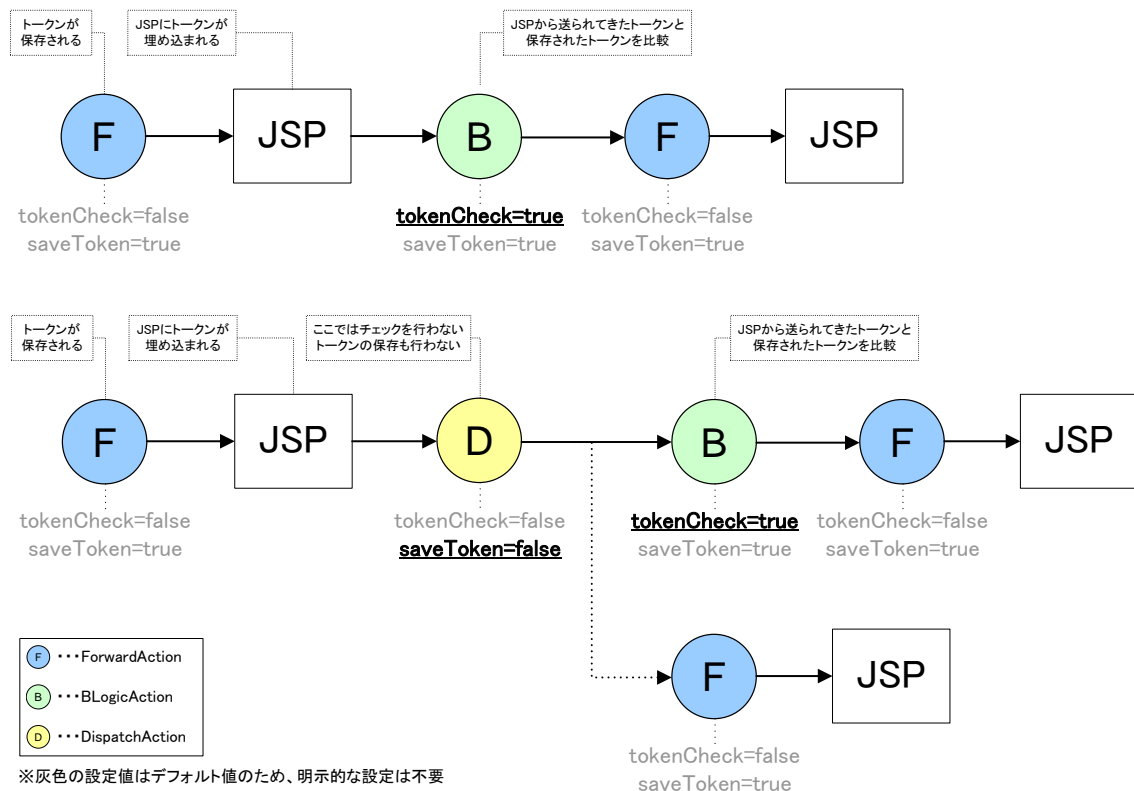 トークンが
保存される
JSPにトークンが
埋め込まれる
JSPから送られてきたトークンと
保存されたトークンを比較
F
JSP
B
F
JSP
tokenCheck=false
saveToken=true
tokenCheck=true
saveToken=true
tokenCheck=false
saveToken=true
トークンが
保存される
JSPにトークンが
埋め込まれる
ここではチェックを行わない
トークンの保存も行わない
JSPから送られてきたトークンと
保存されたトークンを比較
F
JSP
D
B
F
JSP
tokenCheck=false
saveToken=true
tokenCheck=false
saveToken=false
tokenCheck=true
saveToken=true
tokenCheck=false
saveToken=true
F
JSP
tokenCheck=false
saveToken=true
F ・・・ForwardAction
B ・・・BLogicAction
D ・・・DispatchAction
※灰色の設定値はデフォルト値のため、明示的な設定は不要